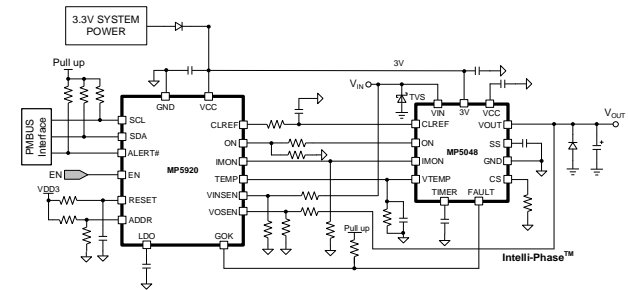 3.3V SYSTEM
POWER
Pull up
3V
V_IN
TVS
GND
VCC
VIN
3V
VCC
V_OUT
PMBUS
Interface
SCL
SDA
ALERT#
EN
EN
VDD3
RESET
ADDR
LDO
GOK
MP5920
CLREF
ON
IMON
TEMP
VINSEN
VOSEN
CLREF
ON
IMON
VTEMP
MP5048
VOUT
SS
GND
CS
TIMER
FAULT
Pull up
Intelli-Phase™